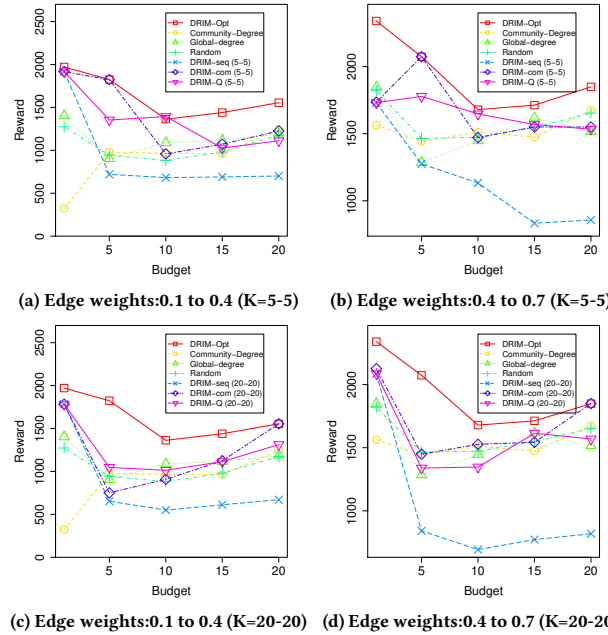 2500
2000
1500
1000
500
0
Reward
DRIM−Opt
Community−Degree
Global−degree
Random
DRIM−seq (5−5)
DRIM−com (5−5)
DRIM−Q (5−5)
5 10 15 20
Budget
(a) Edge weights:0.1 to 0.4 (K=5-5)
2000
1500
1000
Reward
DRIM−Opt
Community−Degree
Global−degree
Random
DRIM−seq (5−5)
DRIM−com (5−5)
DRIM−Q (5−5)
5 10 15 20
Budget
(b) Edge weights:0.4 to 0.7 (K=5-5)
2500
2000
1500
1000
500
0
Reward
DRIM−Opt
Community−Degree
Global−degree
Random
DRIM−seq (20−20)
DRIM−com (20−20)
DRIM−Q (20−20)
5 10 15 20
Budget
(c) Edge weights:0.1 to 0.4 (K=20-20)
2000
1500
1000
Reward
DRIM−Opt
Community−Degree
Global−degree
Random
DRIM−seq (20−20)
DRIM−com (20−20)
DRIM−Q (20−20)
5 10 15 20
Budget
(d) Edge weights:0.4 to 0.7 (K=20-20